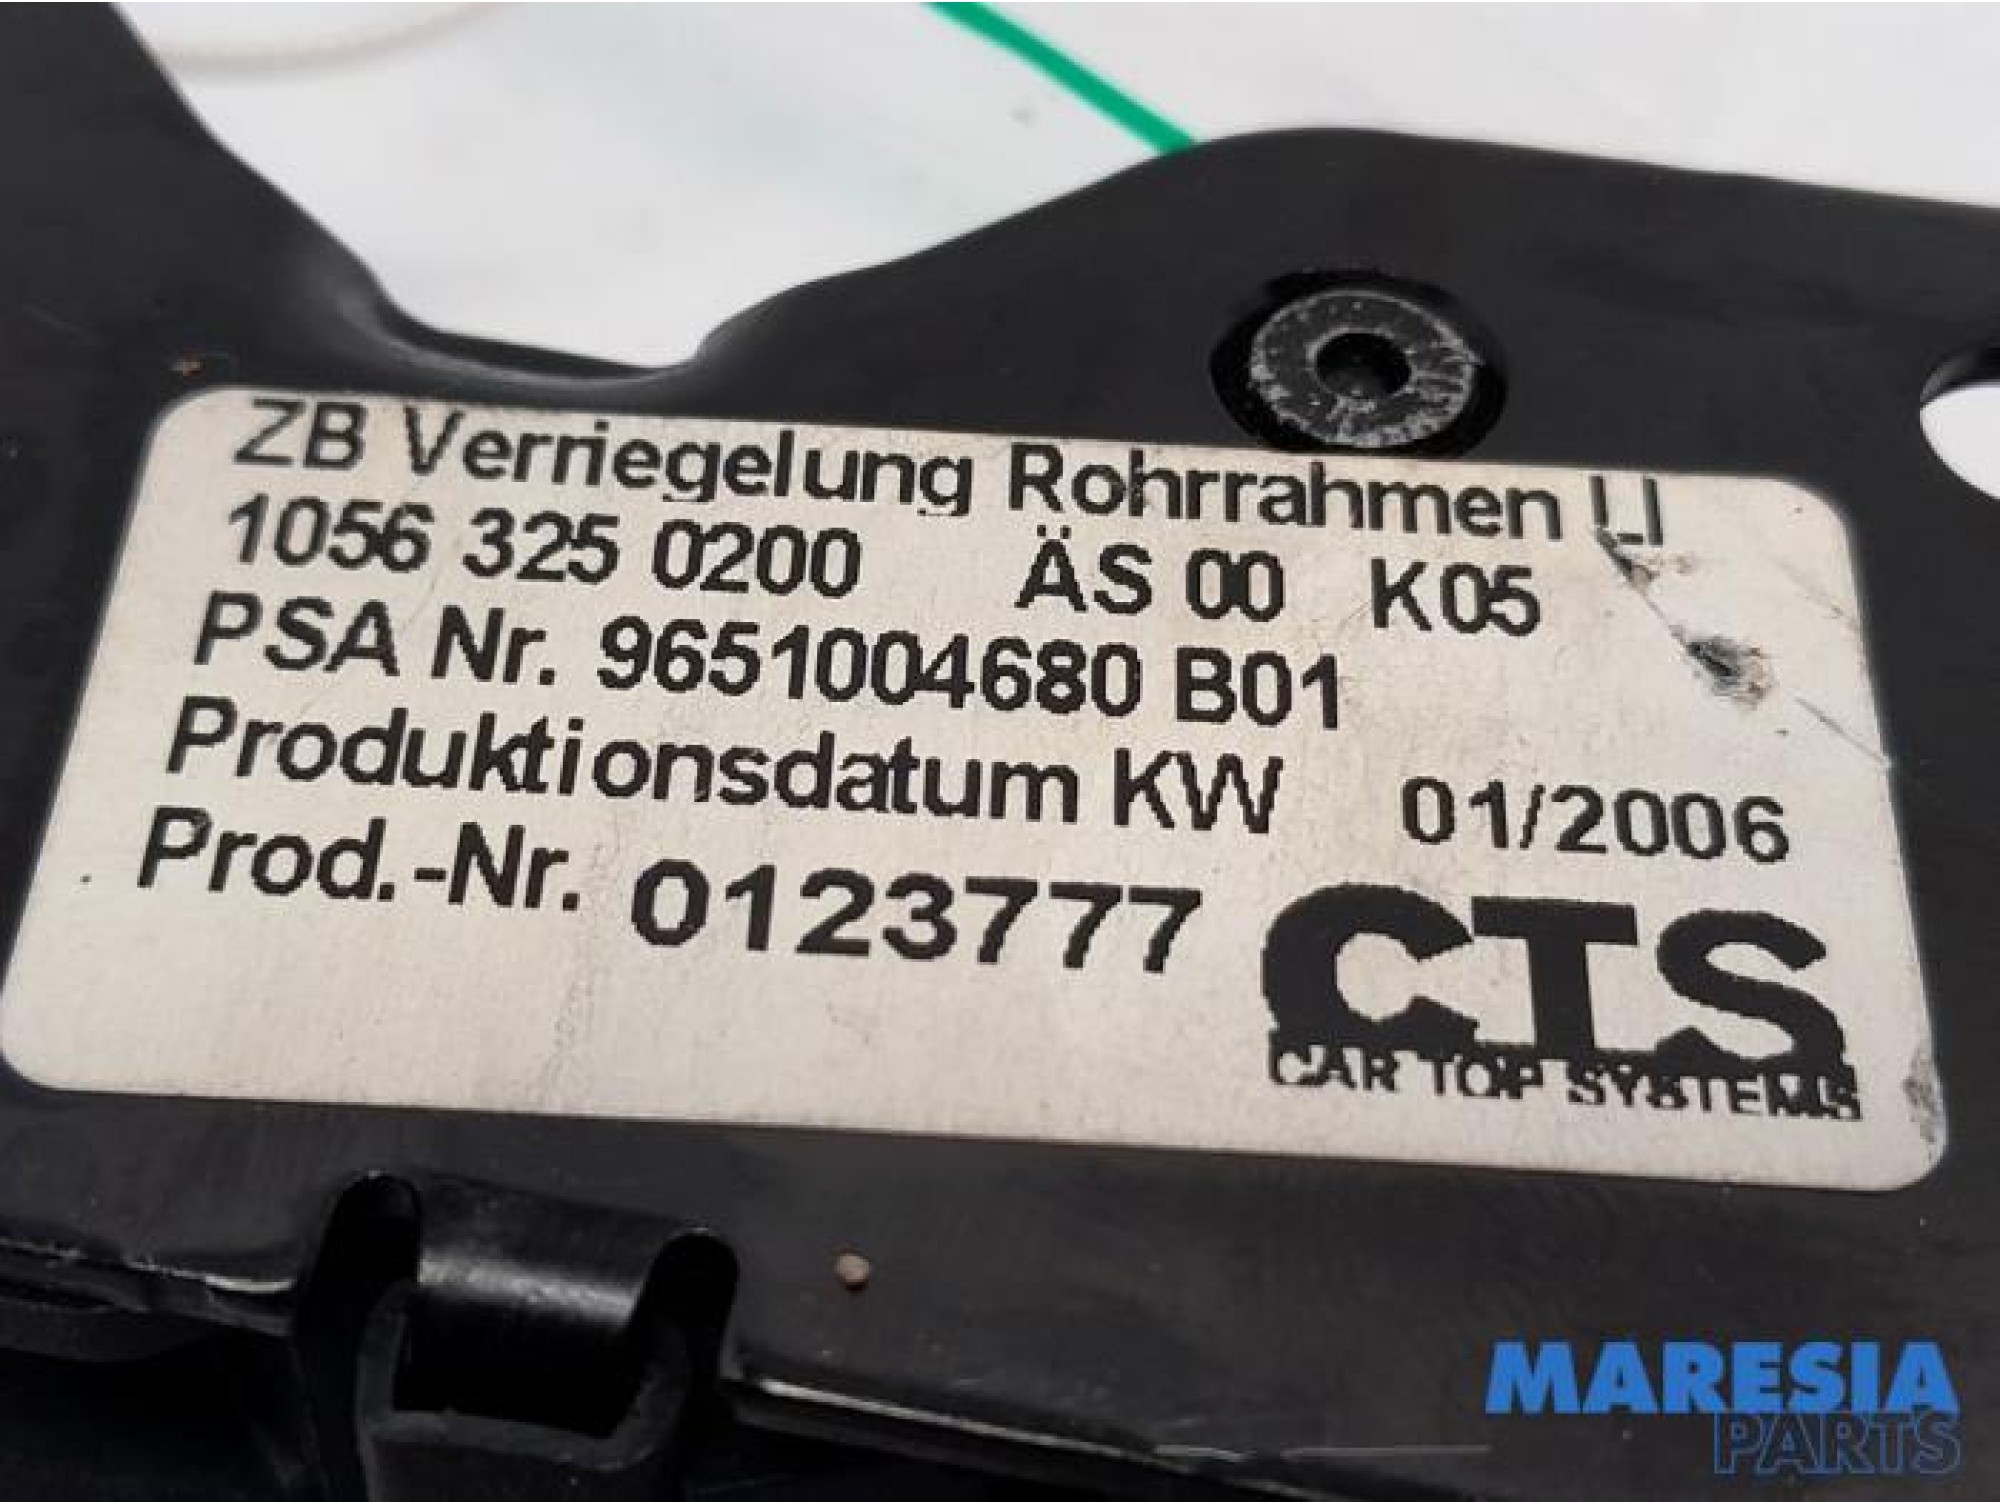 ZB Verriegelung Rohrrahmen LI
1056 325 0200 ÄS 00 K05
PSA Nr. 9651004680 B01
Produktionsdatum KW 01/2006
Prod.-Nr. 0123777
CTS
CAR TOP SYSTEMS
MARESIA
PARTS